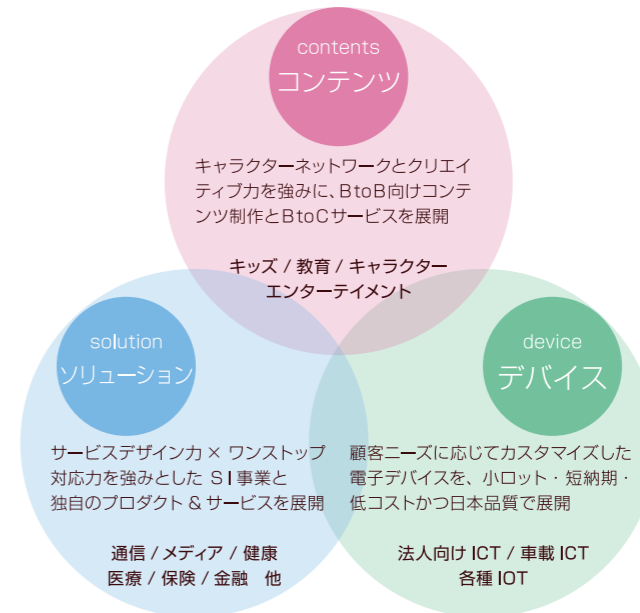 contents
コンテンツ
キャラクターネットワークとクリエイ
ティブ力を強みに、BtoB向けコンテ
ンツ制作とBtoCサービスを展開
キッズ / 教育 / キャラクター
エンターテイメント
solution
ソリューション
サービスデザイン力 × ワンストップ
対応力を強みとした SI事業と
独自のプロダクト & サービスを展開
通信 / メディア / 健康
医療 / 保険 / 金融　他
device
デバイス
顧客ニーズに応じてカスタマイズした
電子デバイスを、小ロット・短納期・
低コストかつ日本品質で展開
法人向け ICT / 車載 ICT
各種 IOT